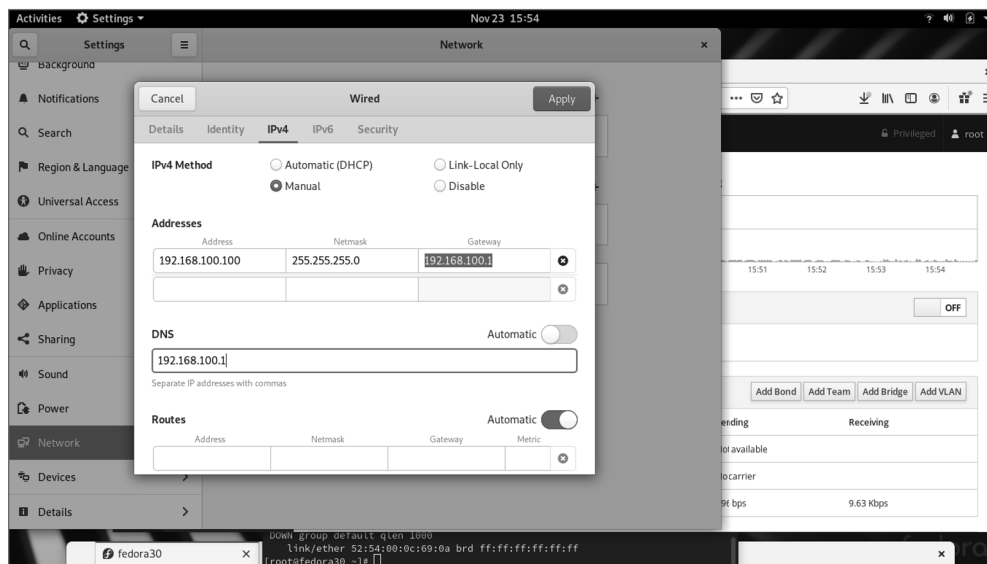 Activities Settings Nov 23 15:54
Settings Network
Background
Notifications
Search
Region & Language
Universal Access
Online Accounts
Privacy
Applications
Sharing
Sound
Power
Network
Devices
Details
Cancel Wired Apply
Details Identity IPv4 IPv6 Security
IPv4 Method Automatic (DHCP) Link-Local Only
Manual Disable
Addresses
Address Netmask Gateway
192.168.100.100 255.255.255.0 192.168.100.1
DNS Automatic
192.168.100.1
Separate IP addresses with commas
Routes Automatic
Address Netmask Gateway Metric
Privileged root
15:51 15:52 15:53 15:54
OFF
Add Bond Add Team Add Bridge Add VLAN
ending Receiving
available
carrier
bps 9.63 Kbps
DOWN group default qlen 1000
link/ether 52:54:00:0c:69:0a brd ff:ff:ff:ff:ff:ff
[root@fedora30 ~]#
fedora30